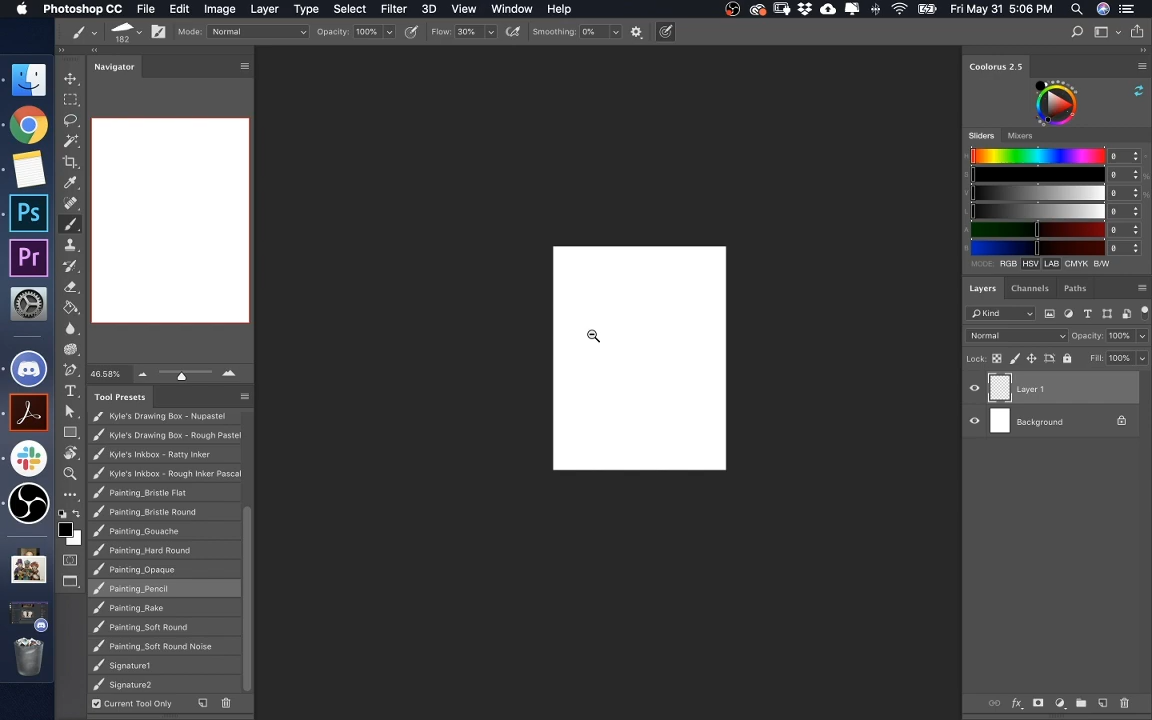 Photoshop CC File Edit Image Layer Type Select Filter 3D View Window Help Fri May 31 5:06 PM
182 Mode: Normal Opacity: 100% Flow: 30% Smoothing: 0%
Navigator
46.58%
Tool Presets
Kyle's Drawing Box - Nupastel
Kyle's Drawing Box - Rough Pastel
Kyle's Inkbox - Ratty Inker
Kyle's Inkbox - Rough Inker Pascal
Painting_Bristle Flat
Painting_Bristle Round
Painting_Gouache
Painting_Hard Round
Painting_Opaque
Painting_Pencil
Painting_Rake
Painting_Soft Round
Painting_Soft Round Noise
Signature1
Signature2
Current Tool Only
Ps
Pr
Coolorus 2.5
Sliders Mixers
H 0 °
S 0 %
V 0 %
L 0
A 0
B 0
MODE: RGB HSV LAB CMYK B/W
Layers Channels Paths
Kind
Normal Opacity: 100%
Lock: Fill: 100%
Layer 1
Background